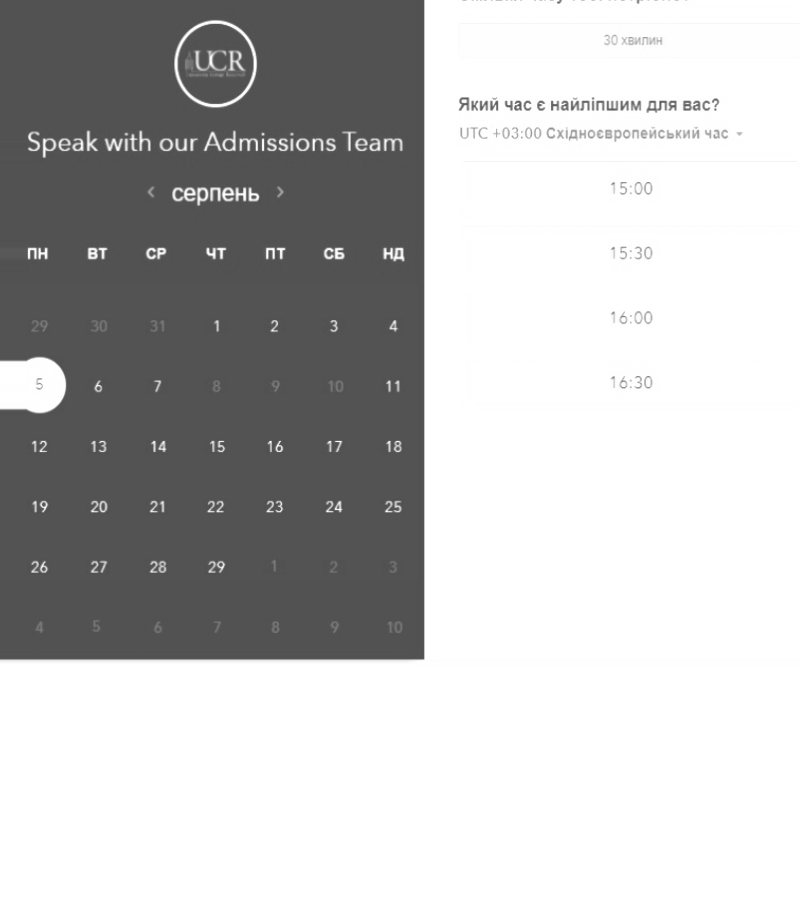 UCR
Speak with our Admissions Team
серпень
ПН ВТ СР ЧТ ПТ СБ НД
29 30 31 1 2 3 4
5 6 7 8 9 10 11
12 13 14 15 16 17 18
19 20 21 22 23 24 25
26 27 28 29 1 2 3
4 5 6 7 8 9 10
30 хвилин
Який час є найліпшим для вас?
UTC +03:00 Східноєвропейський час
15:00
15:30
16:00
16:30